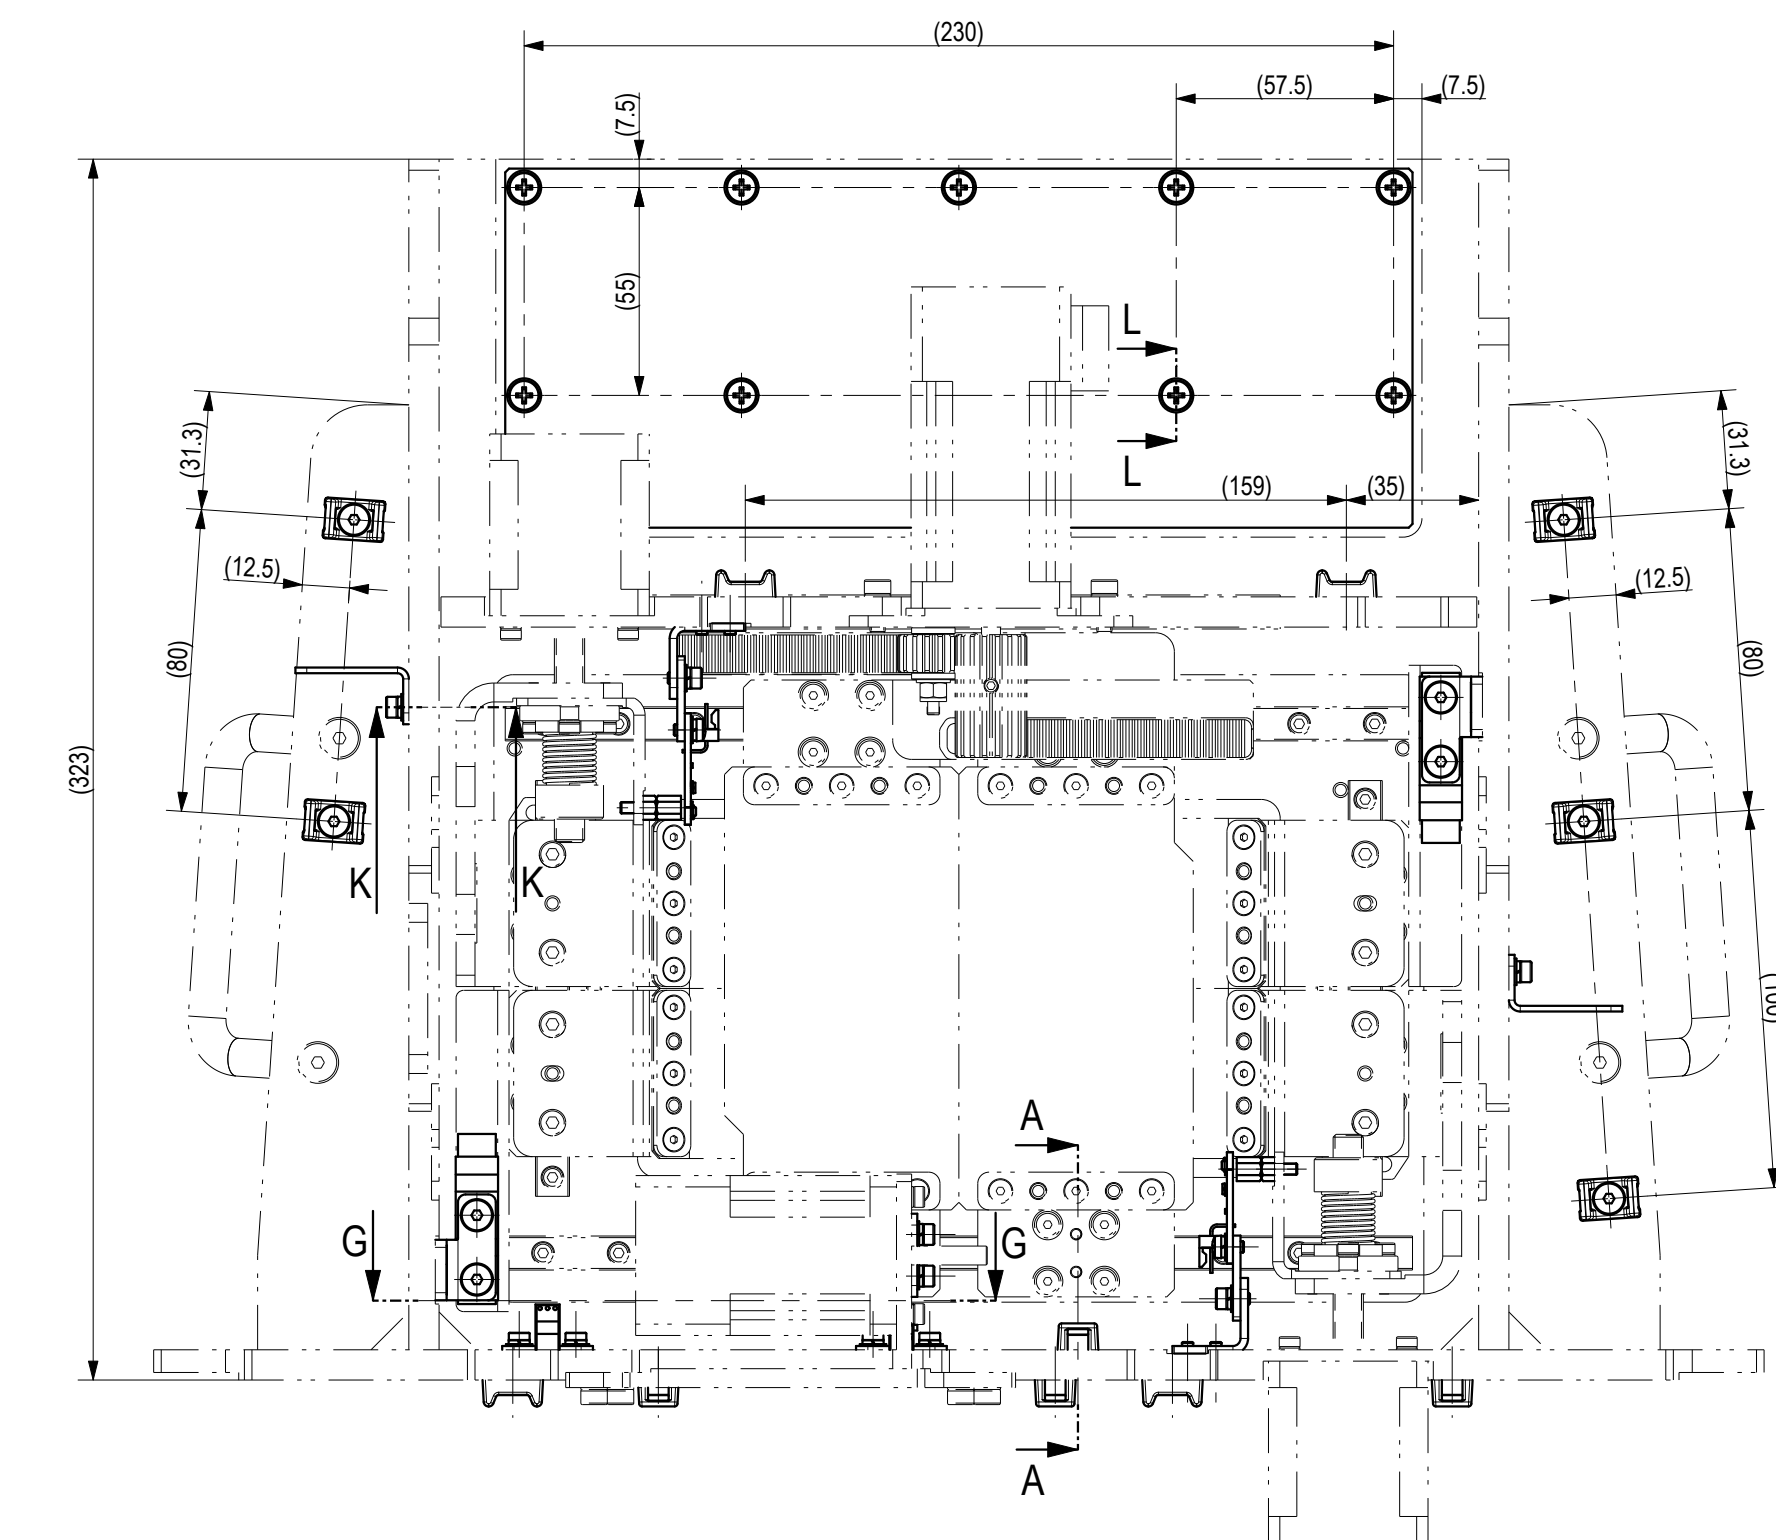 (230)
(57.5)
(7.5)
(7.5)
(55)
L
L
(159)
(35)
(31.3)
(31.3)
(12.5)
(12.5)
(80)
(80)
(323)
K
K
A
G
G
A